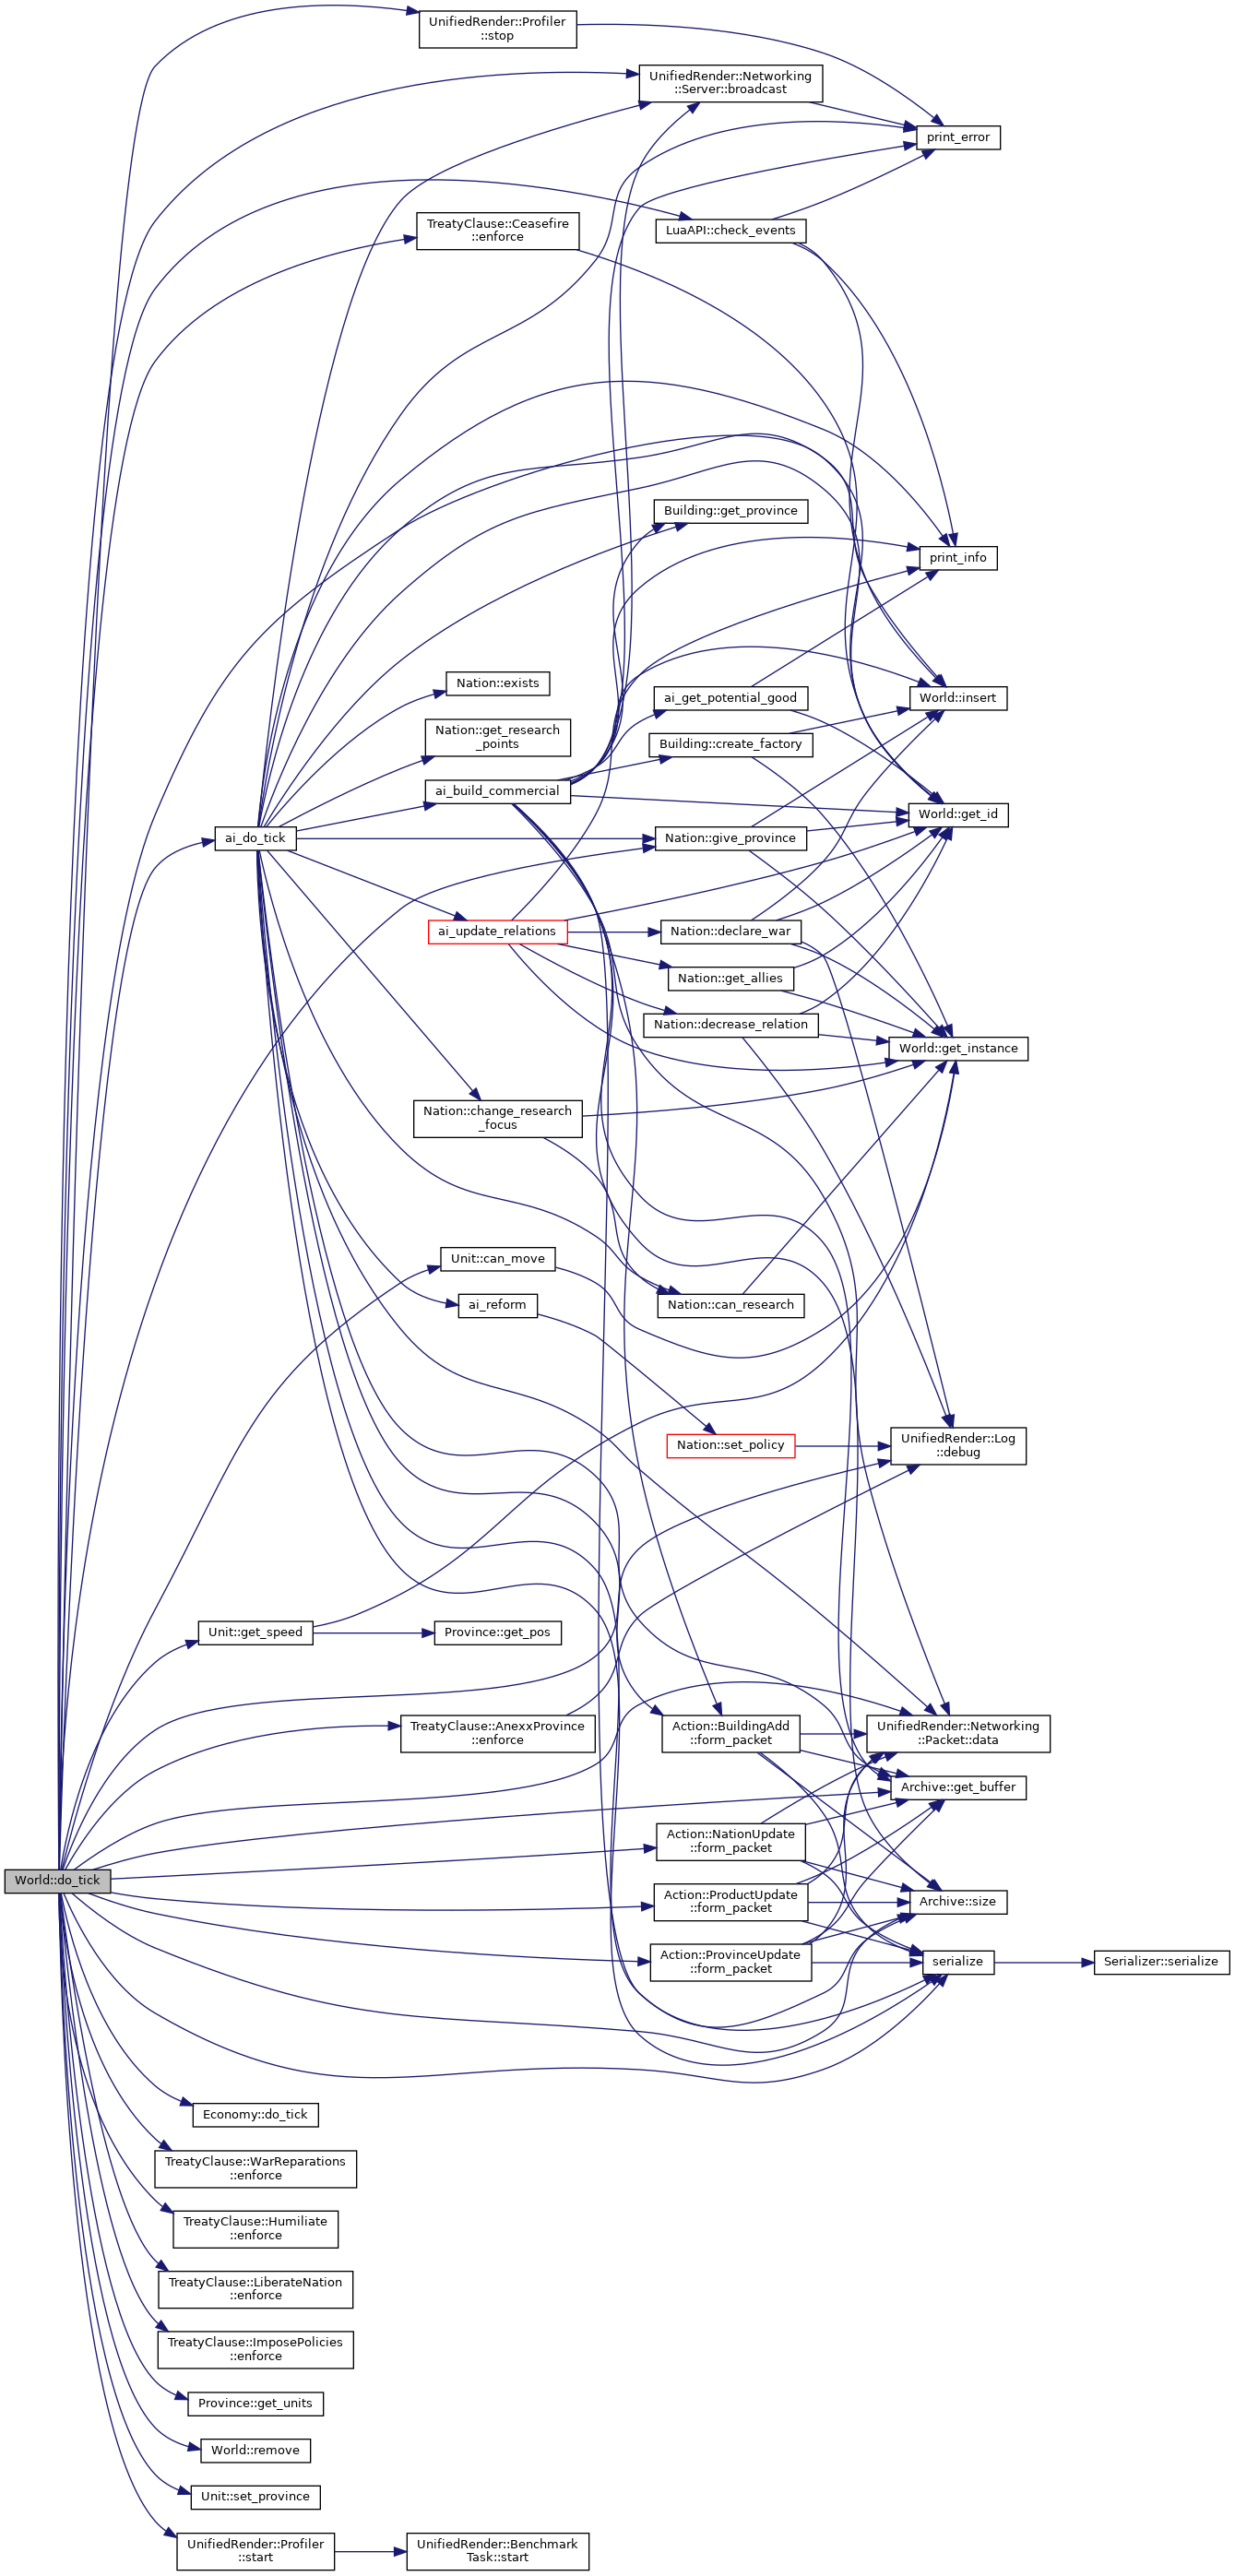 UnifiedRender::Profiler
::stop
UnifiedRender::Networking
::Server::broadcast
print_error
TreatyClause::Ceasefire
::enforce
LuaAPI::check_events
Building::get_province
print_info
Nation::exists
ai_get_potential_good
World::insert
Nation::get_research
_points
Building::create_factory
ai_build_commercial
World::get_id
ai_do_tick
Nation::give_province
ai_update_relations
Nation::declare_war
Nation::get_allies
Nation::decrease_relation
World::get_instance
Nation::change_research
_focus
Unit::can_move
ai_reform
Nation::can_research
Nation::set_policy
UnifiedRender::Log
::debug
Unit::get_speed
Province::get_pos
TreatyClause::AnexxProvince
::enforce
Action::BuildingAdd
::form_packet
UnifiedRender::Networking
::Packet::data
Archive::get_buffer
Action::NationUpdate
::form_packet
World::do_tick
Action::ProductUpdate
::form_packet
Archive::size
Action::ProvinceUpdate
::form_packet
serialize
Serializer::serialize
Economy::do_tick
TreatyClause::WarReparations
::enforce
TreatyClause::Humiliate
::enforce
TreatyClause::LiberateNation
::enforce
TreatyClause::ImposePolicies
::enforce
Province::get_units
World::remove
Unit::set_province
UnifiedRender::Profiler
::start
UnifiedRender::Benchmark
Task::start